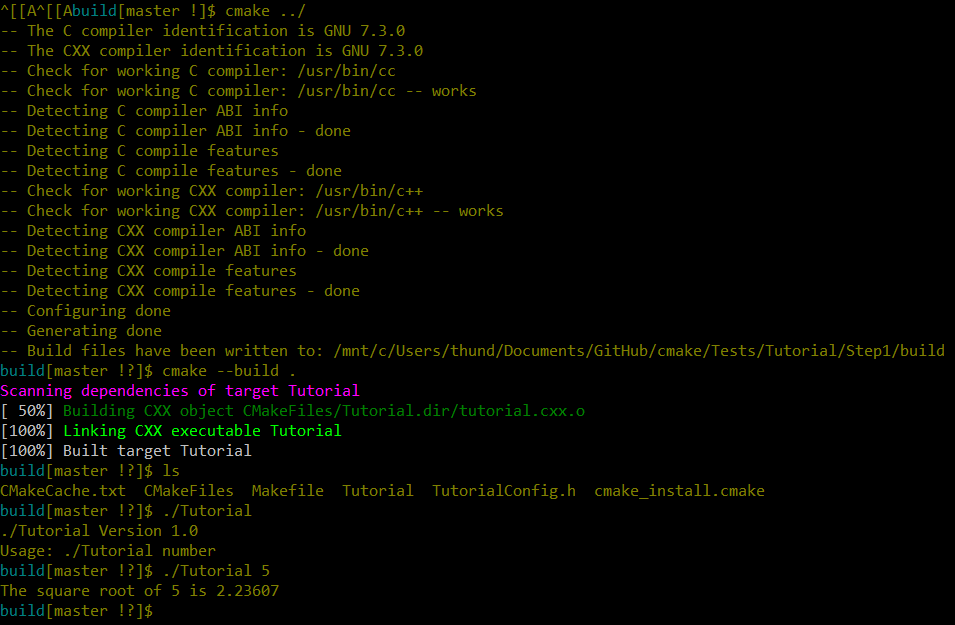 ^[[A^[[Abuild[master !]$ cmake ../
-- The C compiler identification is GNU 7.3.0
-- The CXX compiler identification is GNU 7.3.0
-- Check for working C compiler: /usr/bin/cc
-- Check for working C compiler: /usr/bin/cc -- works
-- Detecting C compiler ABI info
-- Detecting C compiler ABI info - done
-- Detecting C compile features
-- Detecting C compile features - done
-- Check for working CXX compiler: /usr/bin/c++
-- Check for working CXX compiler: /usr/bin/c++ -- works
-- Detecting CXX compiler ABI info
-- Detecting CXX compiler ABI info - done
-- Detecting CXX compile features
-- Detecting CXX compile features - done
-- Configuring done
-- Generating done
-- Build files have been written to: /mnt/c/Users/thund/Documents/GitHub/cmake/Tests/Tutorial/Step1/build
build[master !?]$ cmake --build .
Scanning dependencies of target Tutorial
[ 50%] Building CXX object CMakeFiles/Tutorial.dir/tutorial.cxx.o
[100%] Linking CXX executable Tutorial
[100%] Built target Tutorial
build[master !?]$ ls
CMakeCache.txt  CMakeFiles  Makefile  Tutorial  TutorialConfig.h  cmake_install.cmake
build[master !?]$ ./Tutorial
./Tutorial Version 1.0
Usage: ./Tutorial number
build[master !?]$ ./Tutorial 5
The square root of 5 is 2.23607
build[master !?]$